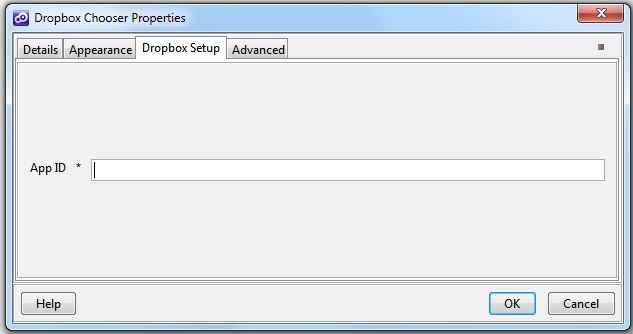 Dropbox Chooser Properties
Details Appearance Dropbox Setup Advanced
App ID *
Help OK Cancel